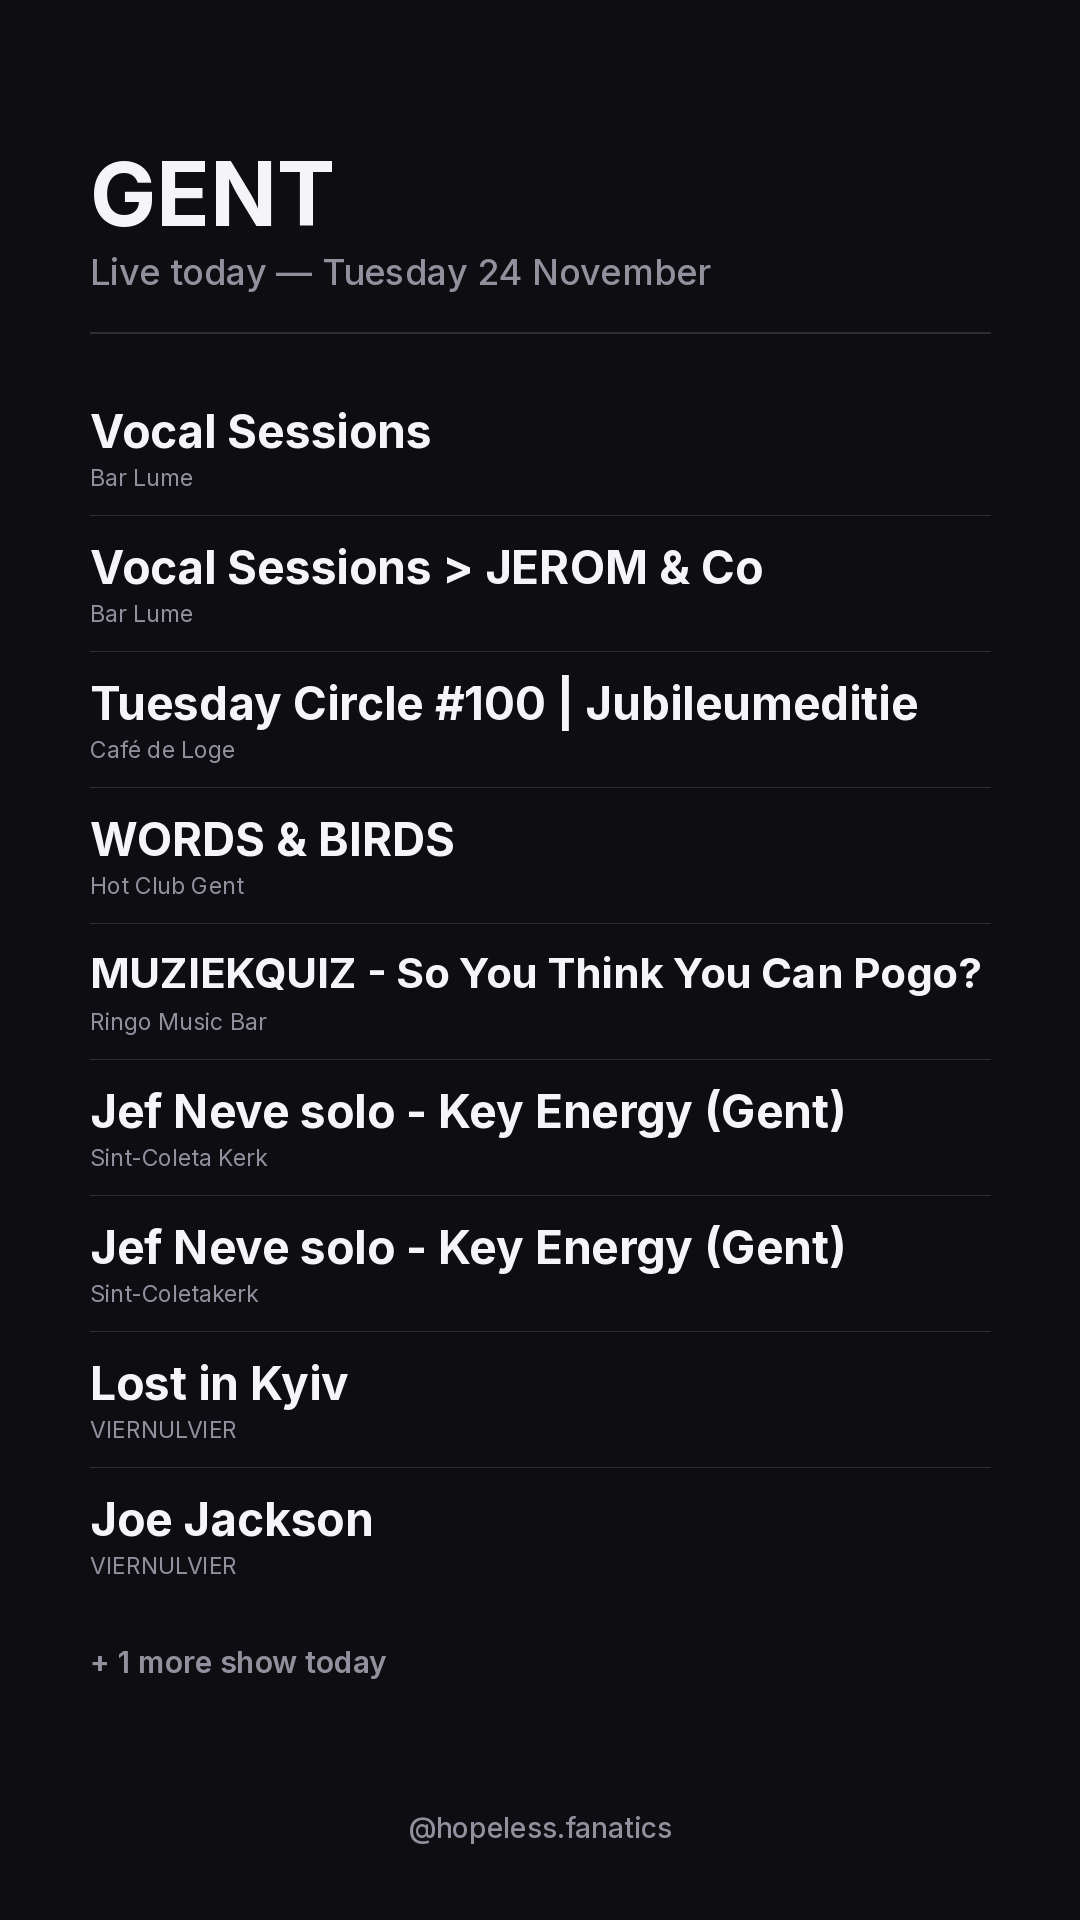 GENT
Live today — Tuesday 24 November
Vocal Sessions
Bar Lume
Vocal Sessions > JEROM & Co
Bar Lume
Tuesday Circle #100 | Jubileumeditie
Café de Loge
WORDS & BIRDS
Hot Club Gent
MUZIEKQUIZ - So You Think You Can Pogo?
Ringo Music Bar
Jef Neve solo - Key Energy (Gent)
Sint-Coleta Kerk
Jef Neve solo - Key Energy (Gent)
Sint-Coletakerk
Lost in Kyiv
VIERNULVIER
Joe Jackson
VIERNULVIER
+ 1 more show today
@hopeless.fanatics